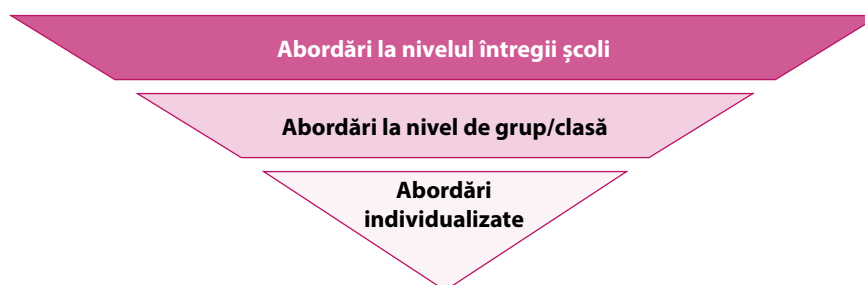 Abordări la nivelul întregii școli
Abordări la nivel de grup/clasă
Abordări
individualizate